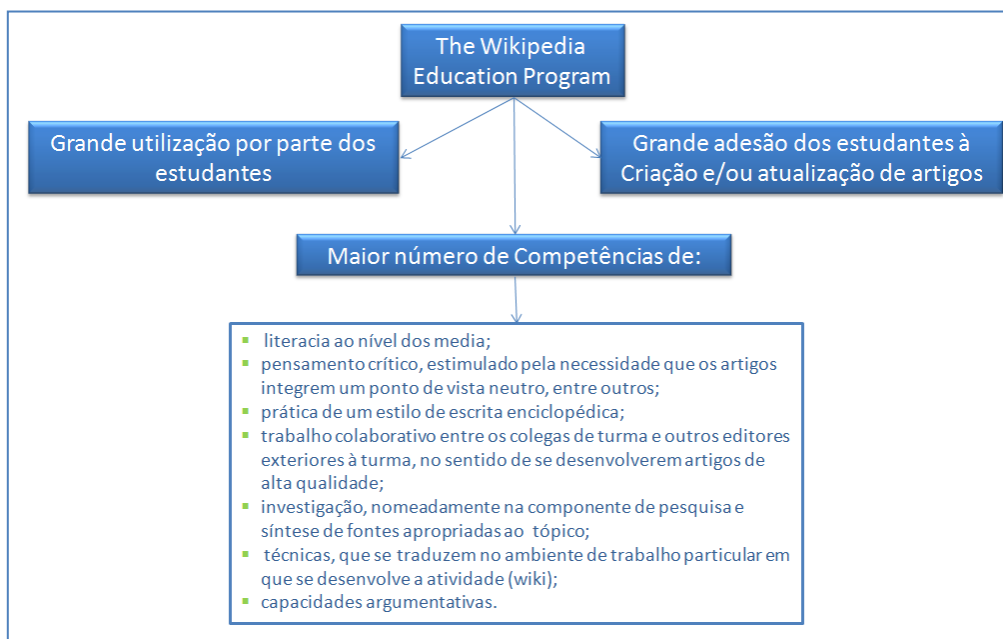 The Wikipedia
Education Program
Grande utilização por parte dos
estudantes
Grande adesão dos estudantes à
Criação e/ou atualização de artigos
Maior número de Competências de:
▪ literacia ao nível dos media;
▪ pensamento crítico, estimulado pela necessidade que os artigos
integrem um ponto de vista neutro, entre outros;
▪ prática de um estilo de escrita enciclopédica;
▪ trabalho colaborativo entre os colegas de turma e outros editores
exteriores à turma, no sentido de se desenvolverem artigos de
alta qualidade;
▪ investigação, nomeadamente na componente de pesquisa e
síntese de fontes apropriadas ao tópico;
▪ técnicas, que se traduzem no ambiente de trabalho particular em
que se desenvolve a atividade (wiki);
▪ capacidades argumentativas.